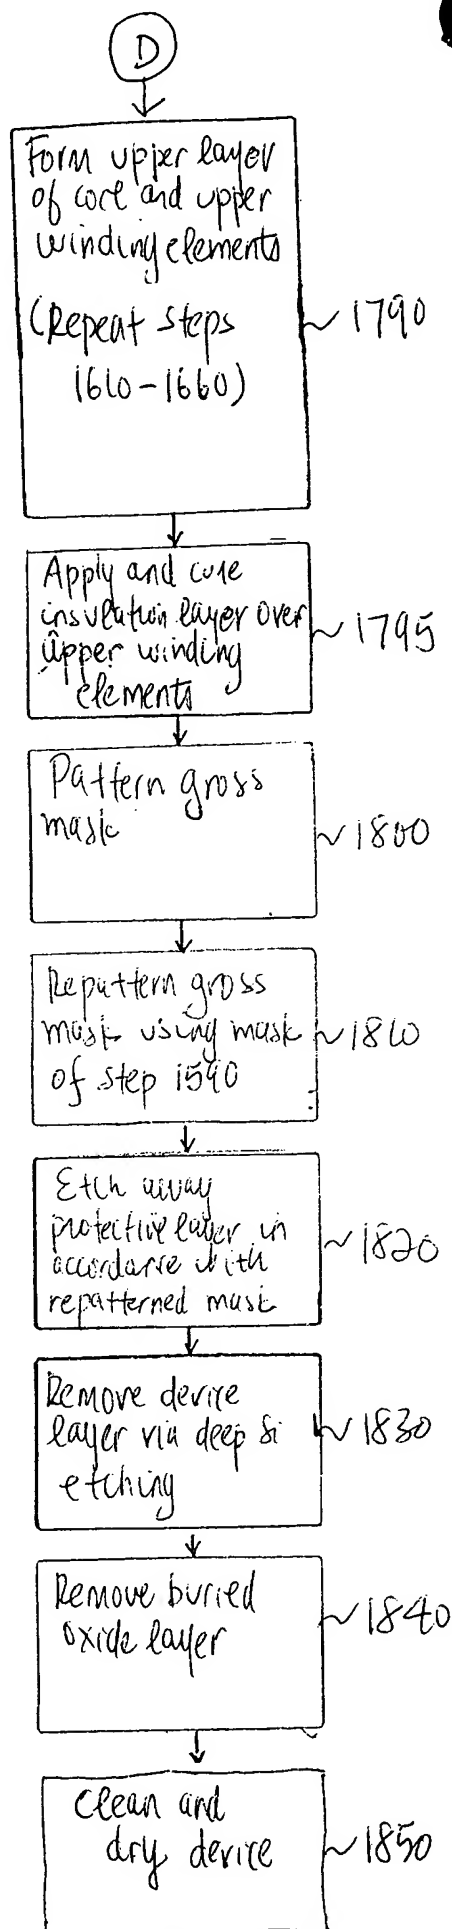 D
Form upper layer
of core and upper
winding elements
(Repeat steps
1610-1660)
1790
Apply and cure
insulation layer over
upper winding
elements
1795
Pattern gross
mask
1800
Repattern gross
mask using mask
of step 1590
1810
Etch away
protective layer in
accordance with
repatterned mask
1820
Remove device
layer via deep Si
etching
1830
Remove buried
oxide layer
1840
Clean and
dry device
1850